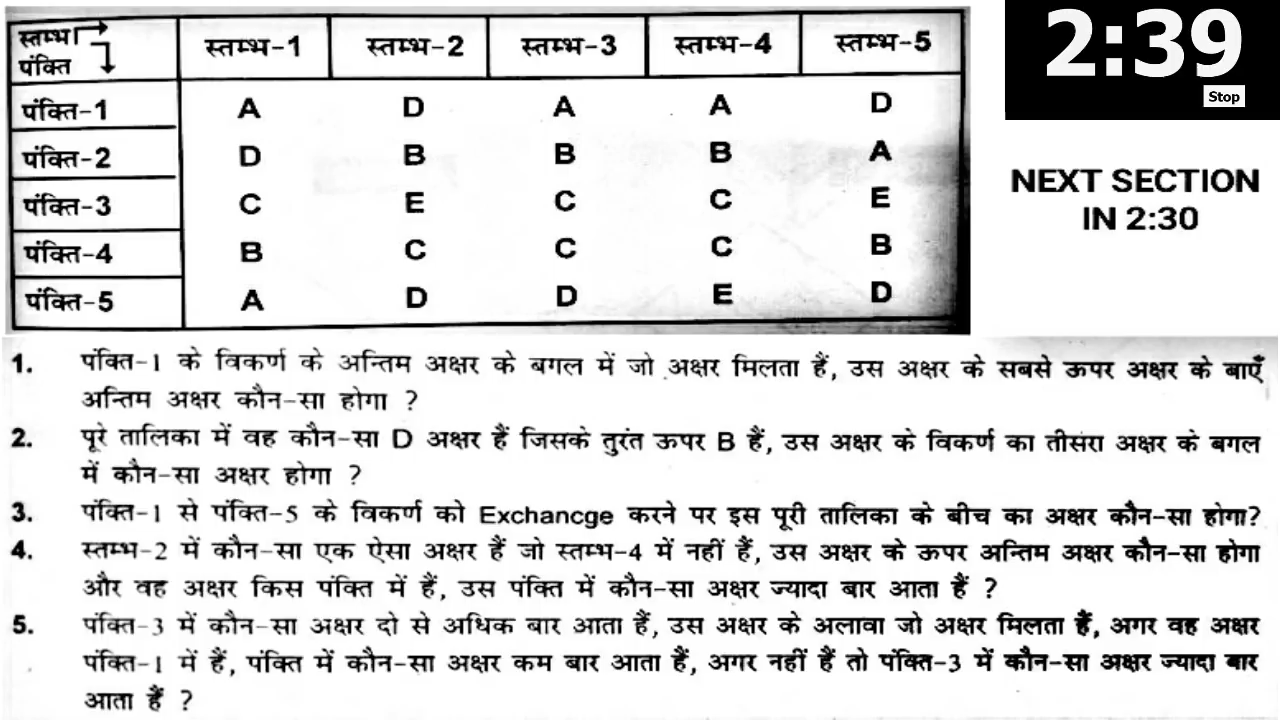 स्तम्भ
पंक्ति
स्तम्भ-1 स्तम्भ-2 स्तम्भ-3 स्तम्भ-4 स्तम्भ-5
पंक्ति-1 A D A A D
पंक्ति-2 D B B B A
पंक्ति-3 C E C C E
पंक्ति-4 B C C C B
पंक्ति-5 A D D E D
2:39
Stop
NEXT SECTION
IN 2:30
1. पंक्ति-1 के विकर्ण के अन्तिम अक्षर के बगल में जो अक्षर मिलता हैं, उस अक्षर के सबसे ऊपर अक्षर के बाएँ
अन्तिम अक्षर कौन-सा होगा ?
2. पूरे तालिका में वह कौन-सा D अक्षर हैं जिसके तुरंत ऊपर B हैं, उस अक्षर के विकर्ण का तीसरा अक्षर के बगल
में कौन-सा अक्षर होगा ?
3. पंक्ति-1 से पंक्ति-5 के विकर्ण को Exchancge करने पर इस पूरी तालिका के बीच का अक्षर कौन-सा होगा?
4. स्तम्भ-2 में कौन-सा एक ऐसा अक्षर हैं जो स्तम्भ-4 में नहीं हैं, उस अक्षर के ऊपर अन्तिम अक्षर कौन-सा होगा
और वह अक्षर किस पंक्ति में हैं, उस पंक्ति में कौन-सा अक्षर ज्यादा बार आता हैं ?
5. पंक्ति-3 में कौन-सा अक्षर दो से अधिक बार आता हैं, उस अक्षर के अलावा जो अक्षर मिलता हैं, अगर वह अक्षर
पंक्ति-1 में हैं, पंक्ति में कौन-सा अक्षर कम बार आता हैं, अगर नहीं हैं तो पंक्ति-3 में कौन-सा अक्षर ज्यादा बार
आता हैं ?